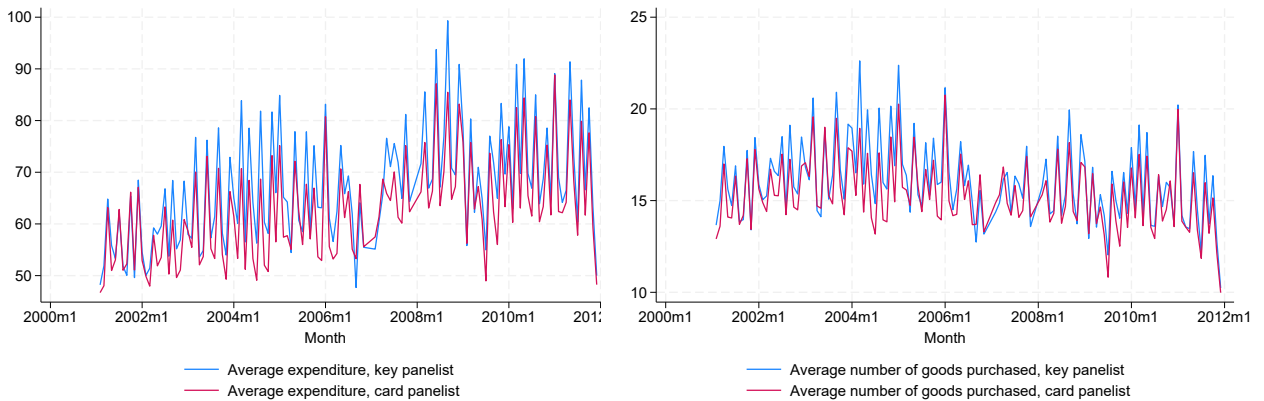 100
90
80
70
60
50
2000m1 2002m1 2004m1 2006m1 2008m1 2010m1 2012
Month
Average expenditure, key panelist
Average expenditure, card panelist
25
20
15
10
2000m1 2002m1 2004m1 2006m1 2008m1 2010m1 2012m1
Month
Average number of goods purchased, key panelist
Average number of goods purchased, card panelist